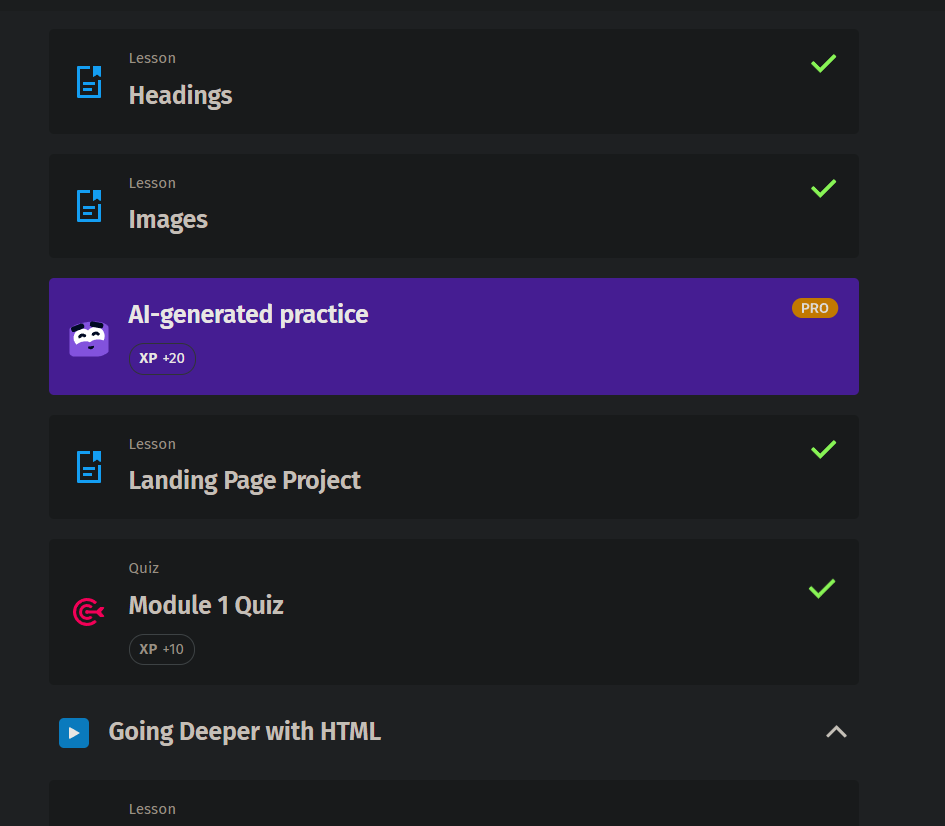 Lesson
Headings
Lesson
Images
AI-generated practice
PRO
XP +20
Lesson
Landing Page Project
Quiz
Module 1 Quiz
XP +10
Going Deeper with HTML
Lesson